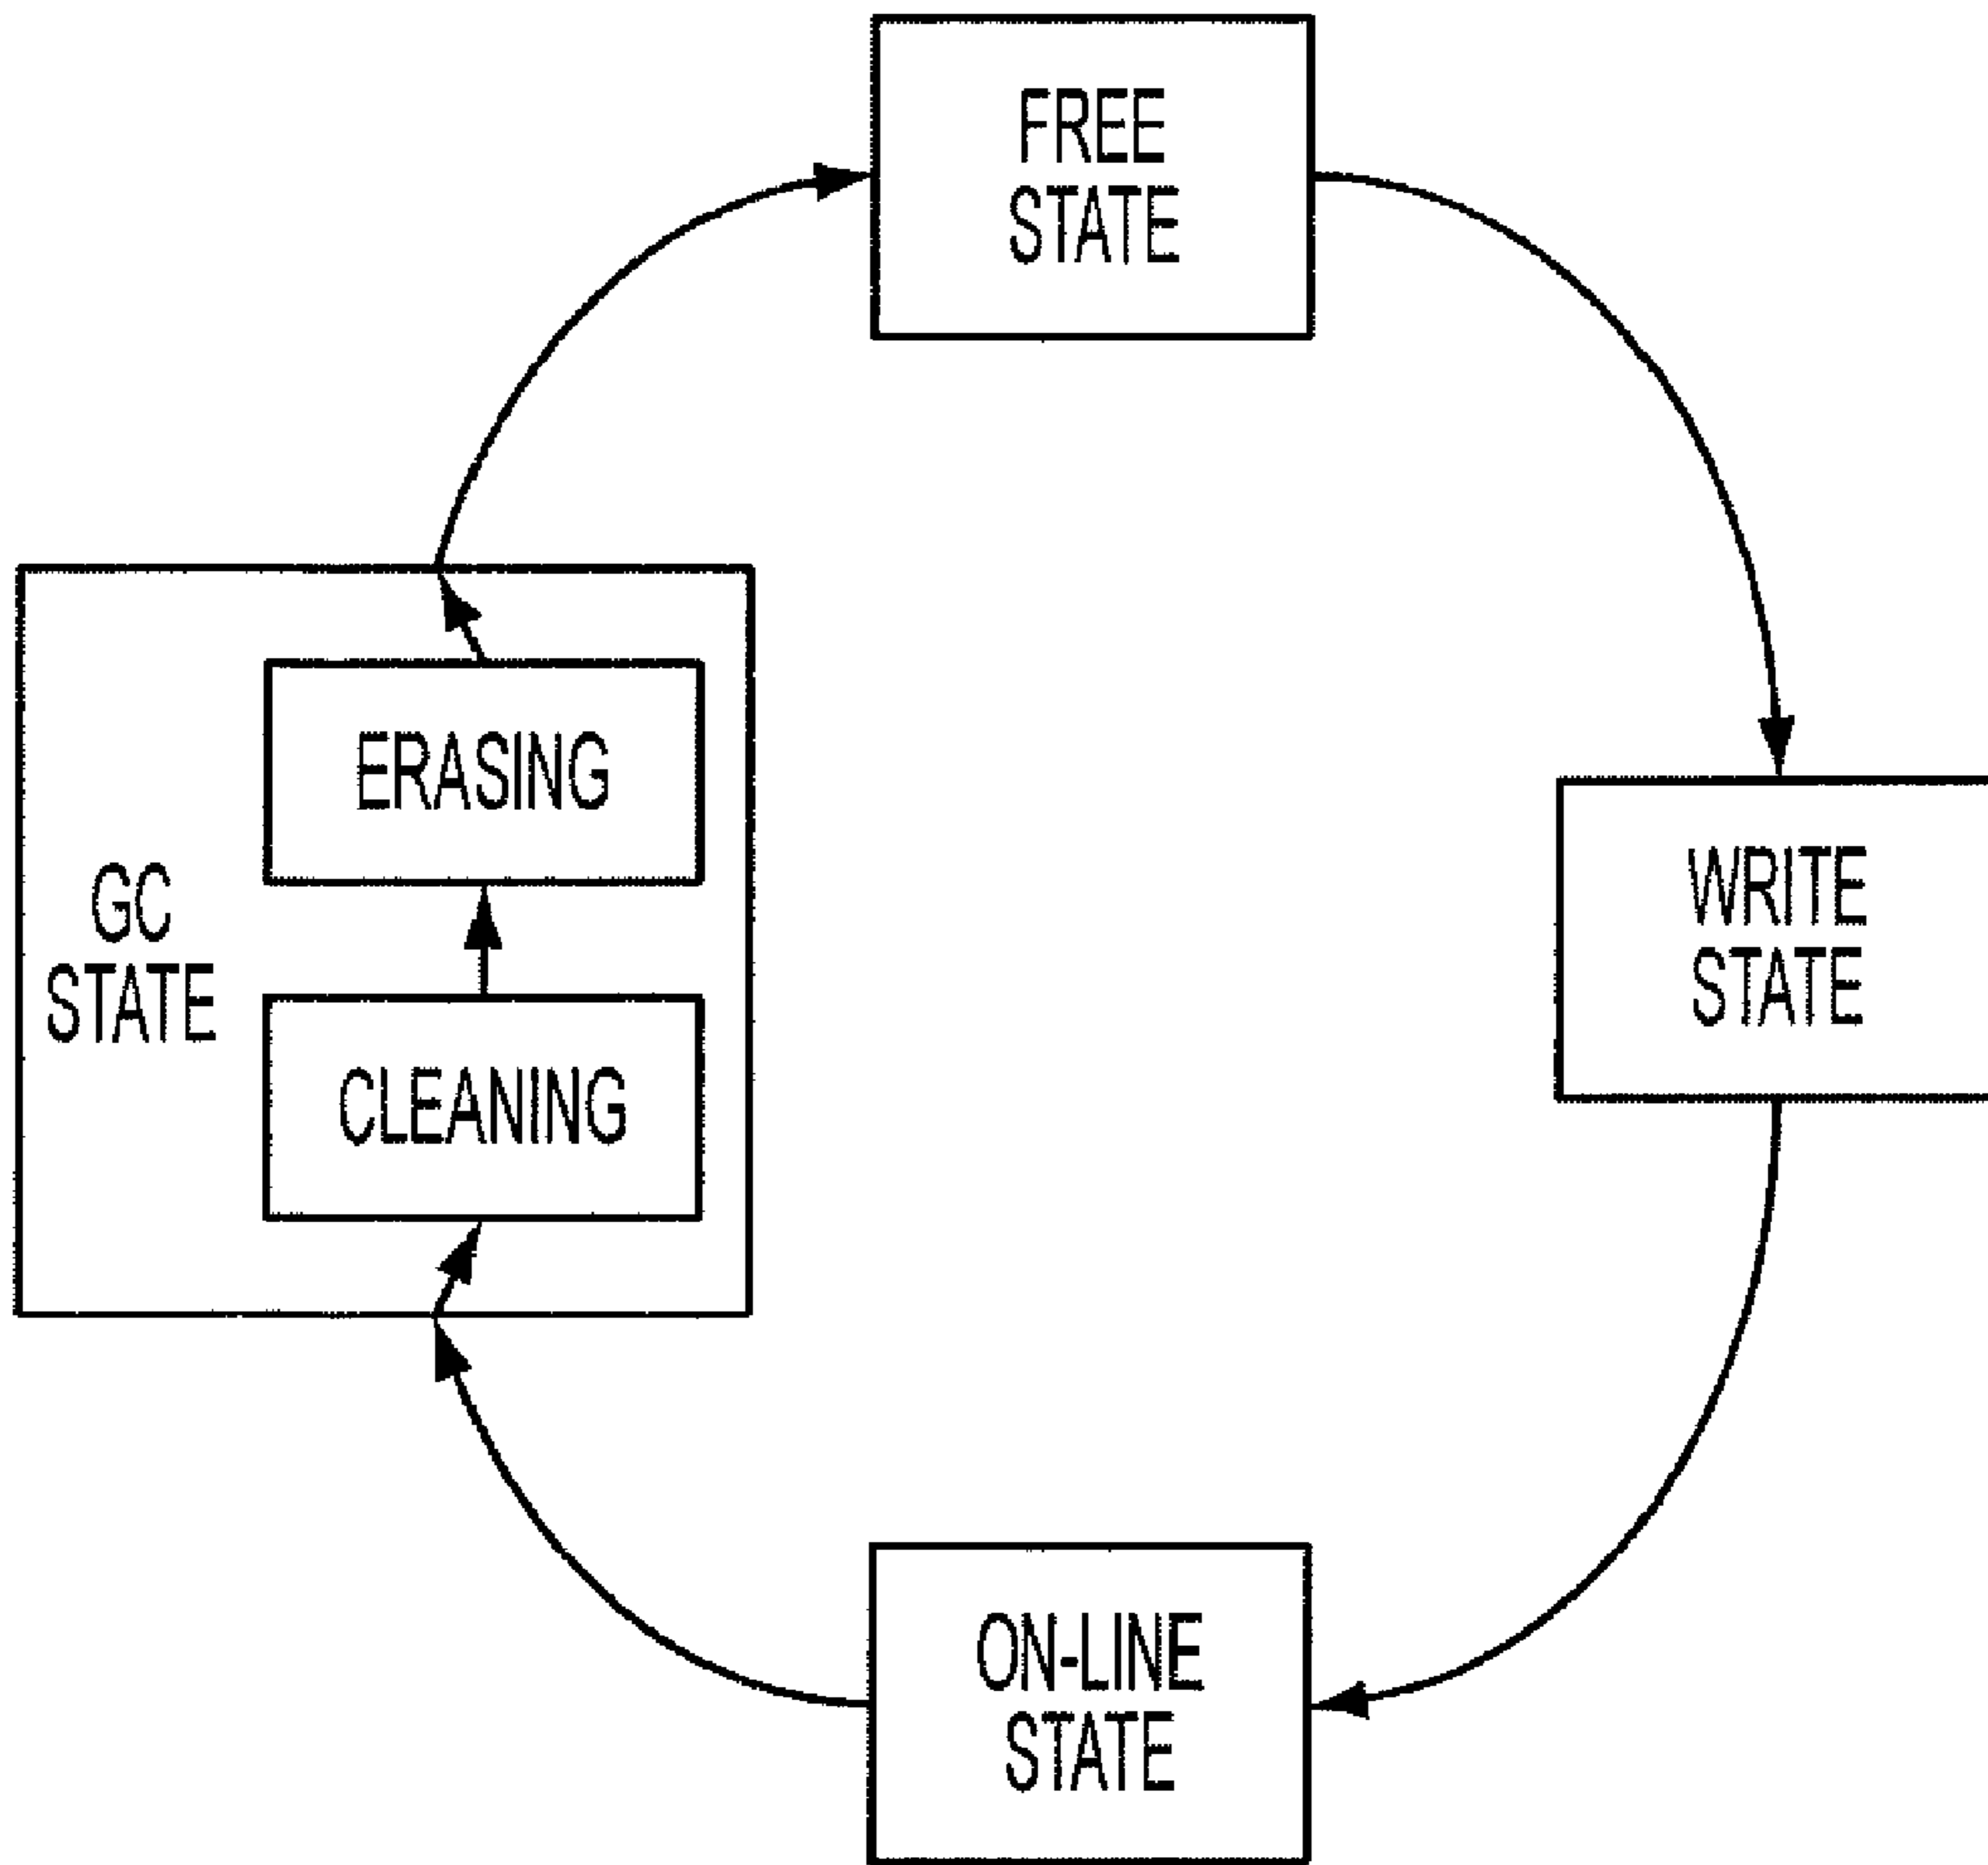 FREE
STATE
ERASING
GC
STATE
CLEANING
WRITE
STATE
ON-LINE
STATE